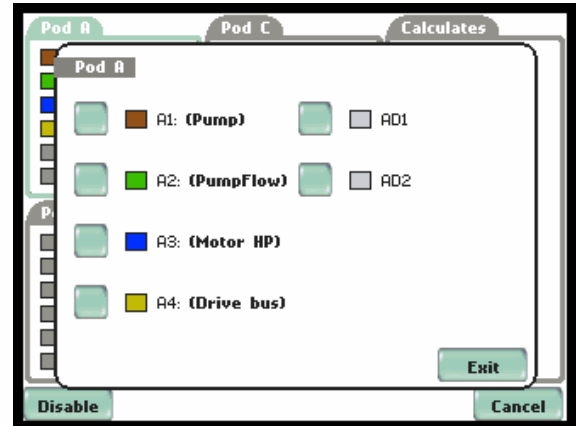 Pod A Pod C Calculates
Pod A
A1: (Pump) AD1
A2: (PumpFlow) AD2
A3: (Motor HP)
A4: (Drive bus)
Exit
Disable Cancel